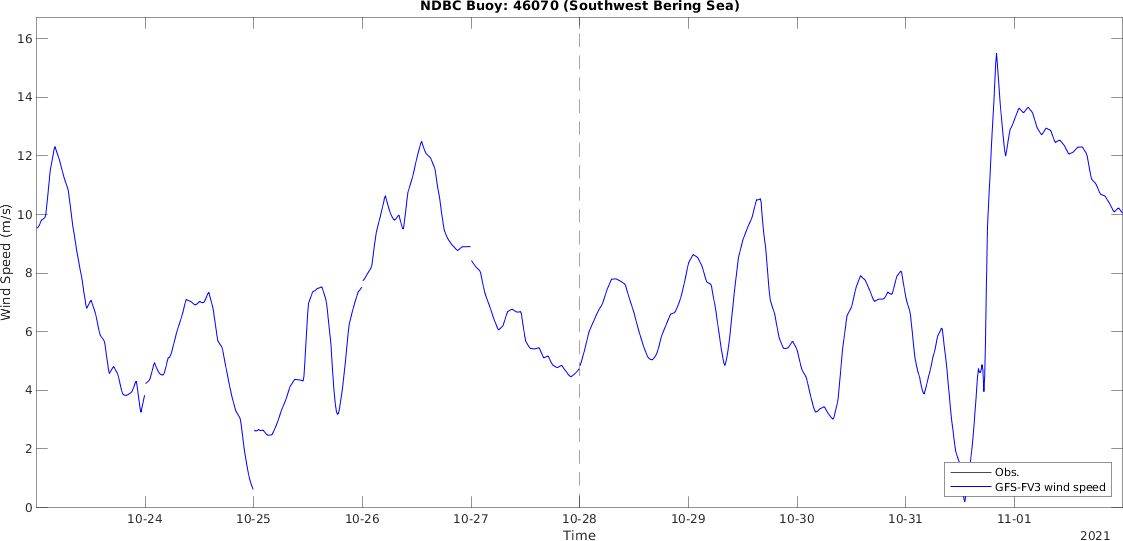 NDBC Buoy: 46070 (Southwest Bering Sea)
16
14
12
10
8
6
4
2
0
Wind Speed (m/s)
Obs.
GFS-FV3 wind speed
10-24 10-25 10-26 10-27 10-28 10-29 10-30 10-31 11-01
Time
2021